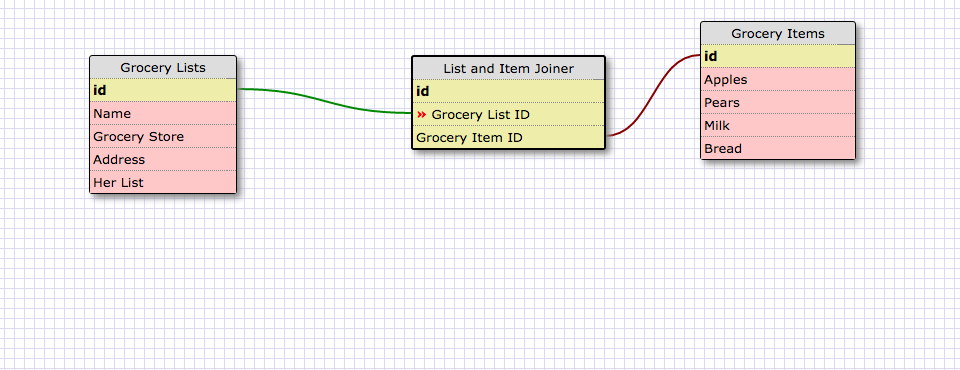 Grocery Lists
id
Name
Grocery Store
Address
Her List
List and Item Joiner
id
» Grocery List ID
Grocery Item ID
Grocery Items
id
Apples
Pears
Milk
Bread